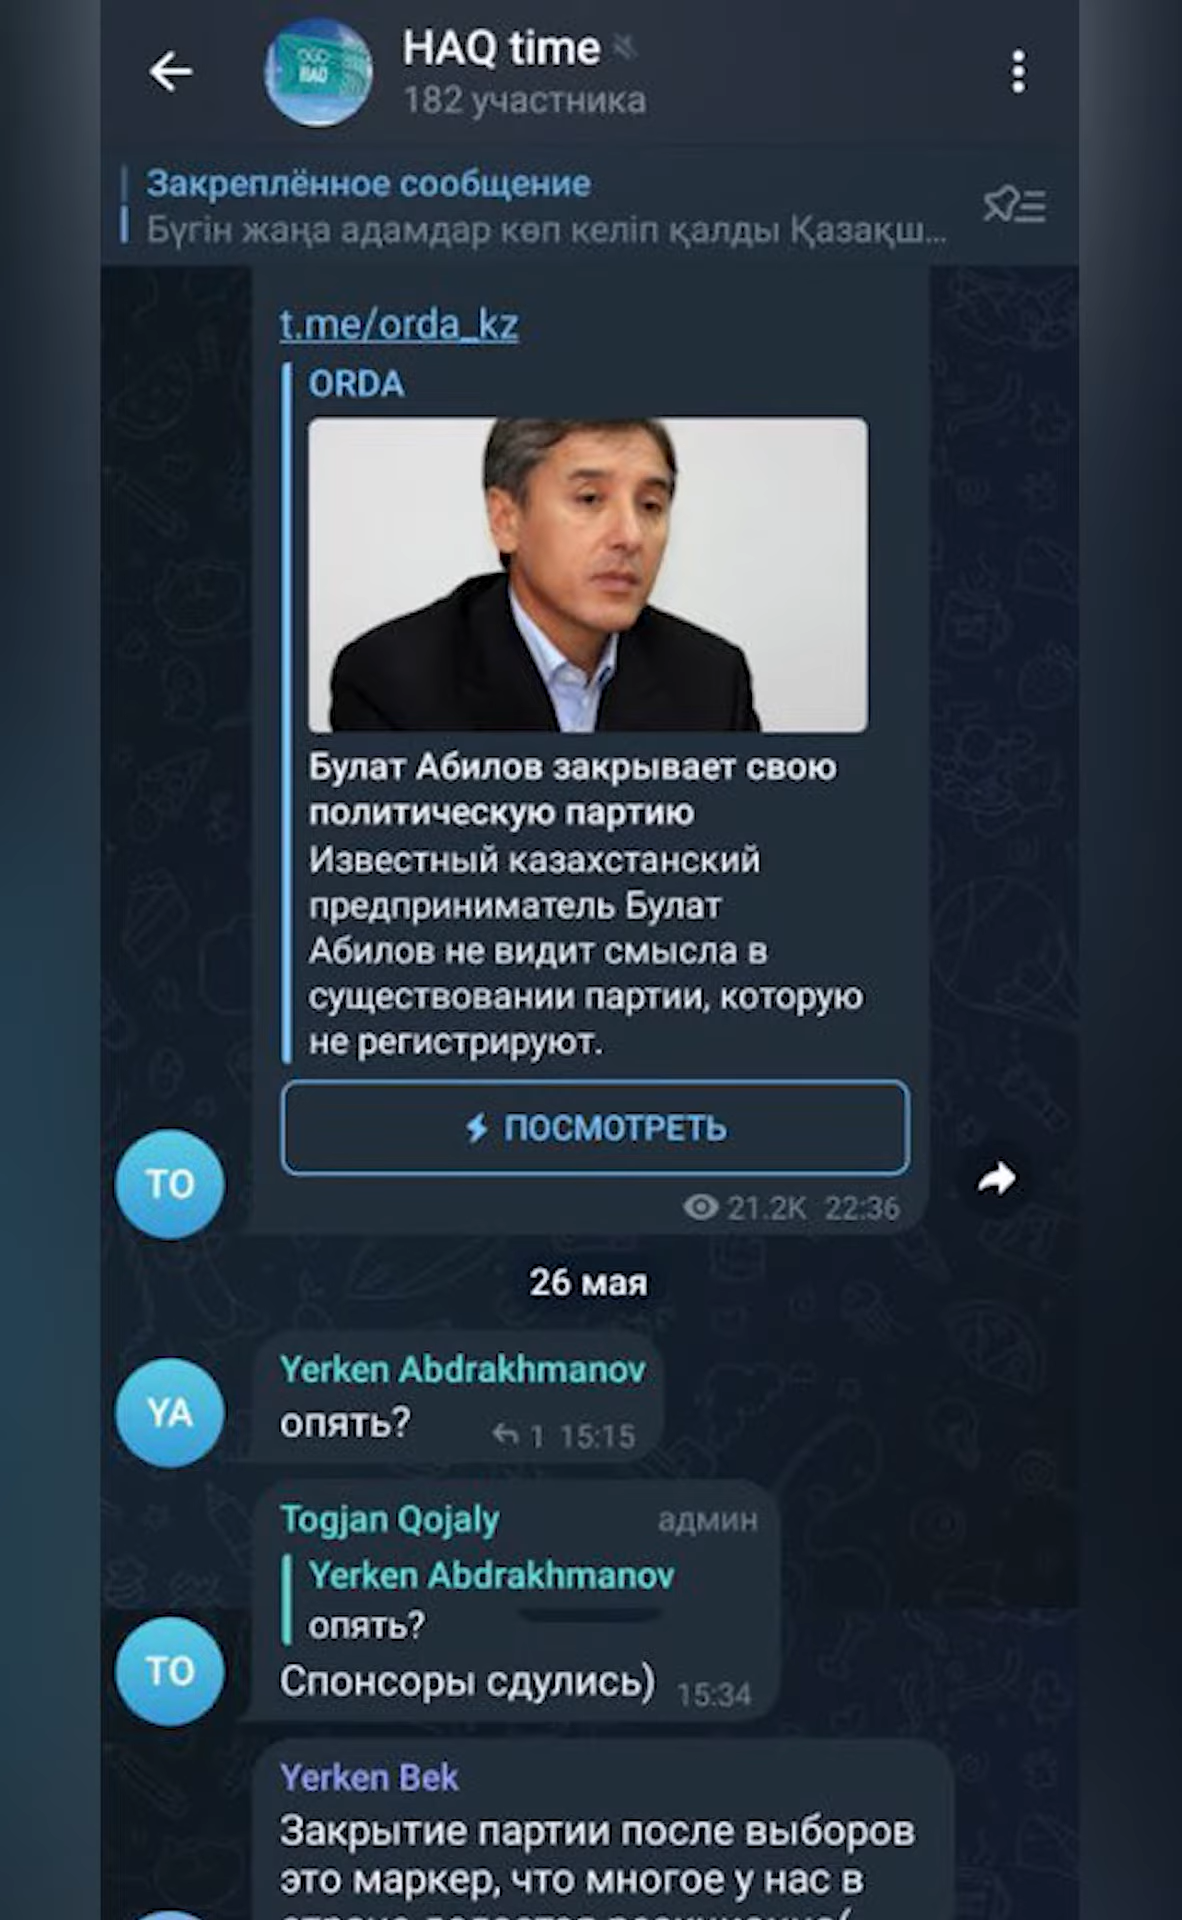 HAQ time
182 участника
Закреплённое сообщение
Бүгін жаңа адамдар көп келіп қалды Қазақш...
t.me/orda_kz
ORDA
Булат Абилов закрывает свою
политическую партию
Известный казахстанский
предприниматель Булат
Абилов не видит смысла в
существовании партии, которую
не регистрируют.
ПОСМОТРЕТЬ
TO
21.2K 22:36
26 мая
Yerken Abdrakhmanov
YA
опять?
1 15:15
Togjan Qojaly
админ
Yerken Abdrakhmanov
опять?
TO
Спонсоры сдулись)
15:34
Yerken Bek
Закрытие партии после выборов
это маркер, что многое у нас в